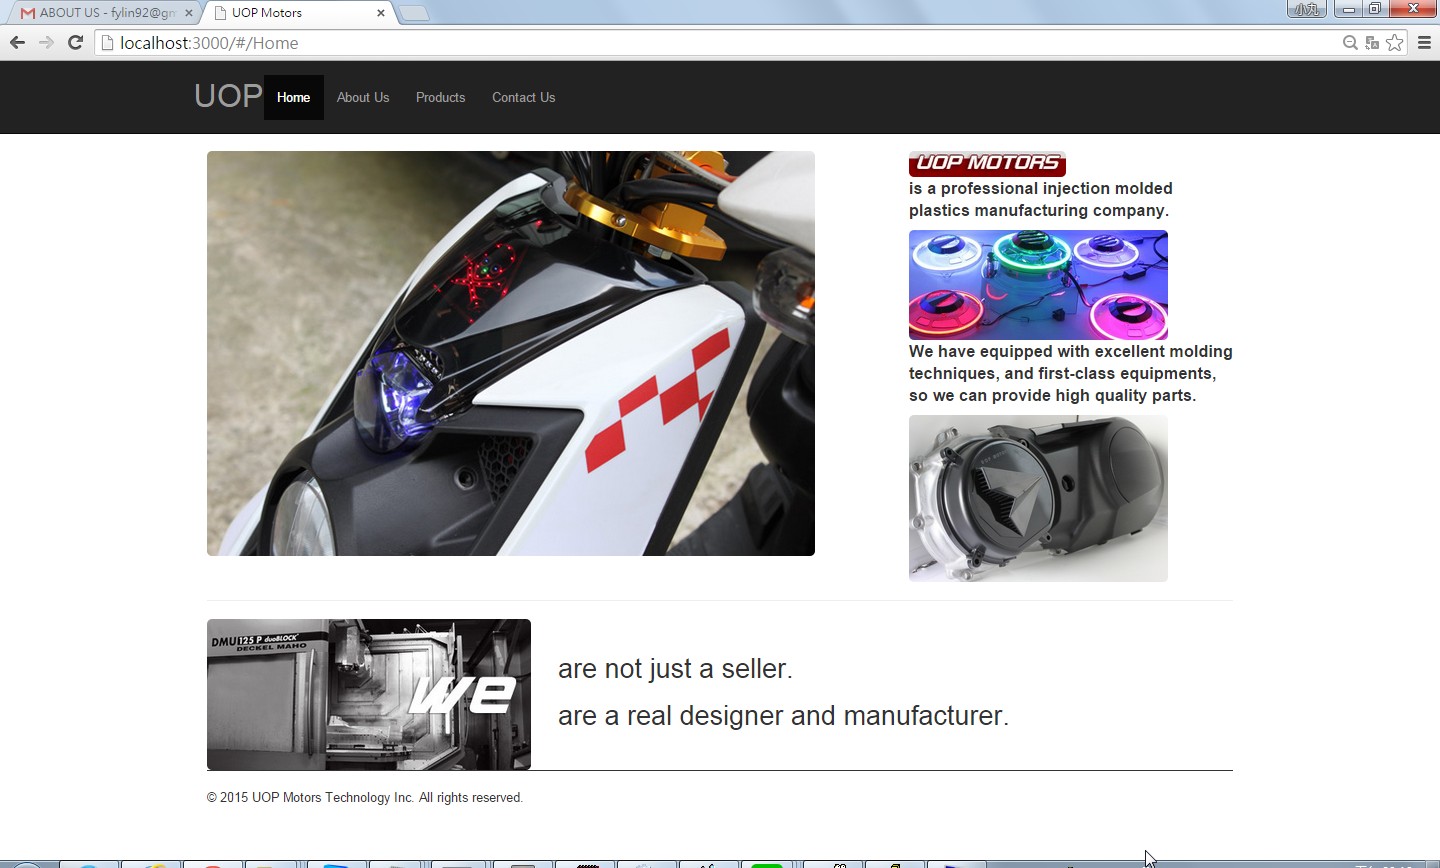 ABOUT US - fylin92@gm
UOP Motors
小丸
localhost:3000/#/Home
UOP
Home
About Us
Products
Contact Us
UOP MOTORS
is a professional injection molded
plastics manufacturing company.
We have equipped with excellent molding
techniques, and first-class equipments,
so we can provide high quality parts.
DMU 125 P duoBLOCK
DECKEL MAHO
we
are not just a seller.
are a real designer and manufacturer.
© 2015 UOP Motors Technology Inc. All rights reserved.